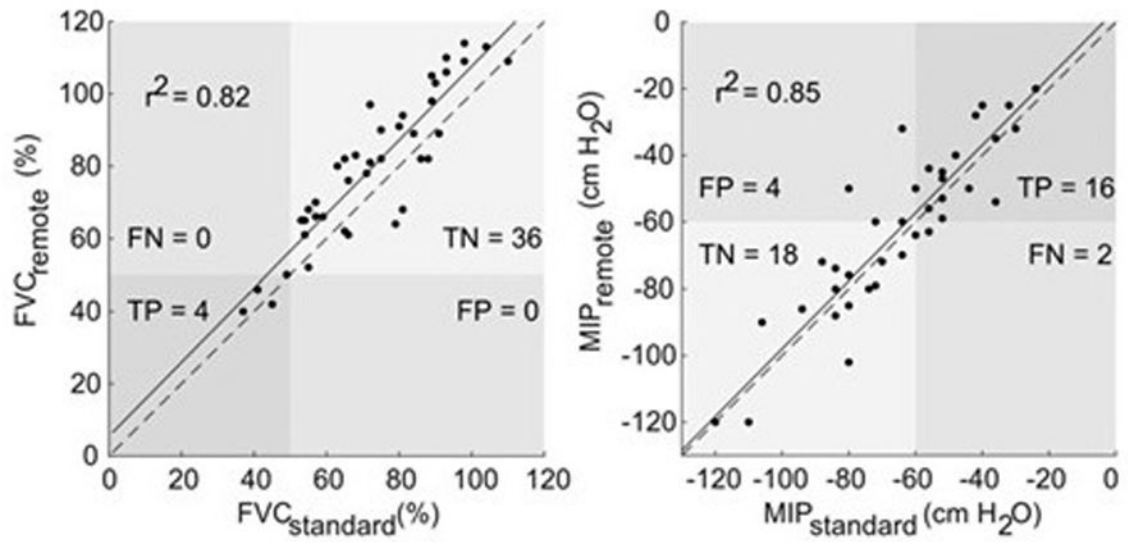 120
100
80
60
40
20
0
FVCremote (%)
r2 = 0.82
FN = 0
TN = 36
TP = 4
FP = 0
0 20 40 60 80 100 120
FVCstandard(%)
0
-20
-40
-60
-80
-100
-120
MIPremote (cm H2O)
r2 = 0.85
FP = 4
TP = 16
TN = 18
FN = 2
-120 -100 -80 -60 -40 -20 0
MIPstandard (cm H2O)